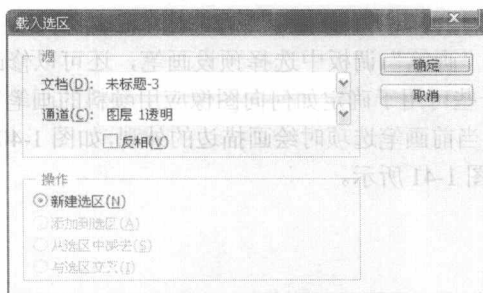 载入选区
源
文档(D): 未标题-3
通道(C): 图层 1透明
反相(V)
确定
取消
操作
新建选区(N)
添加到选区(A)
从选区中减去(S)
与选区交叉(I)